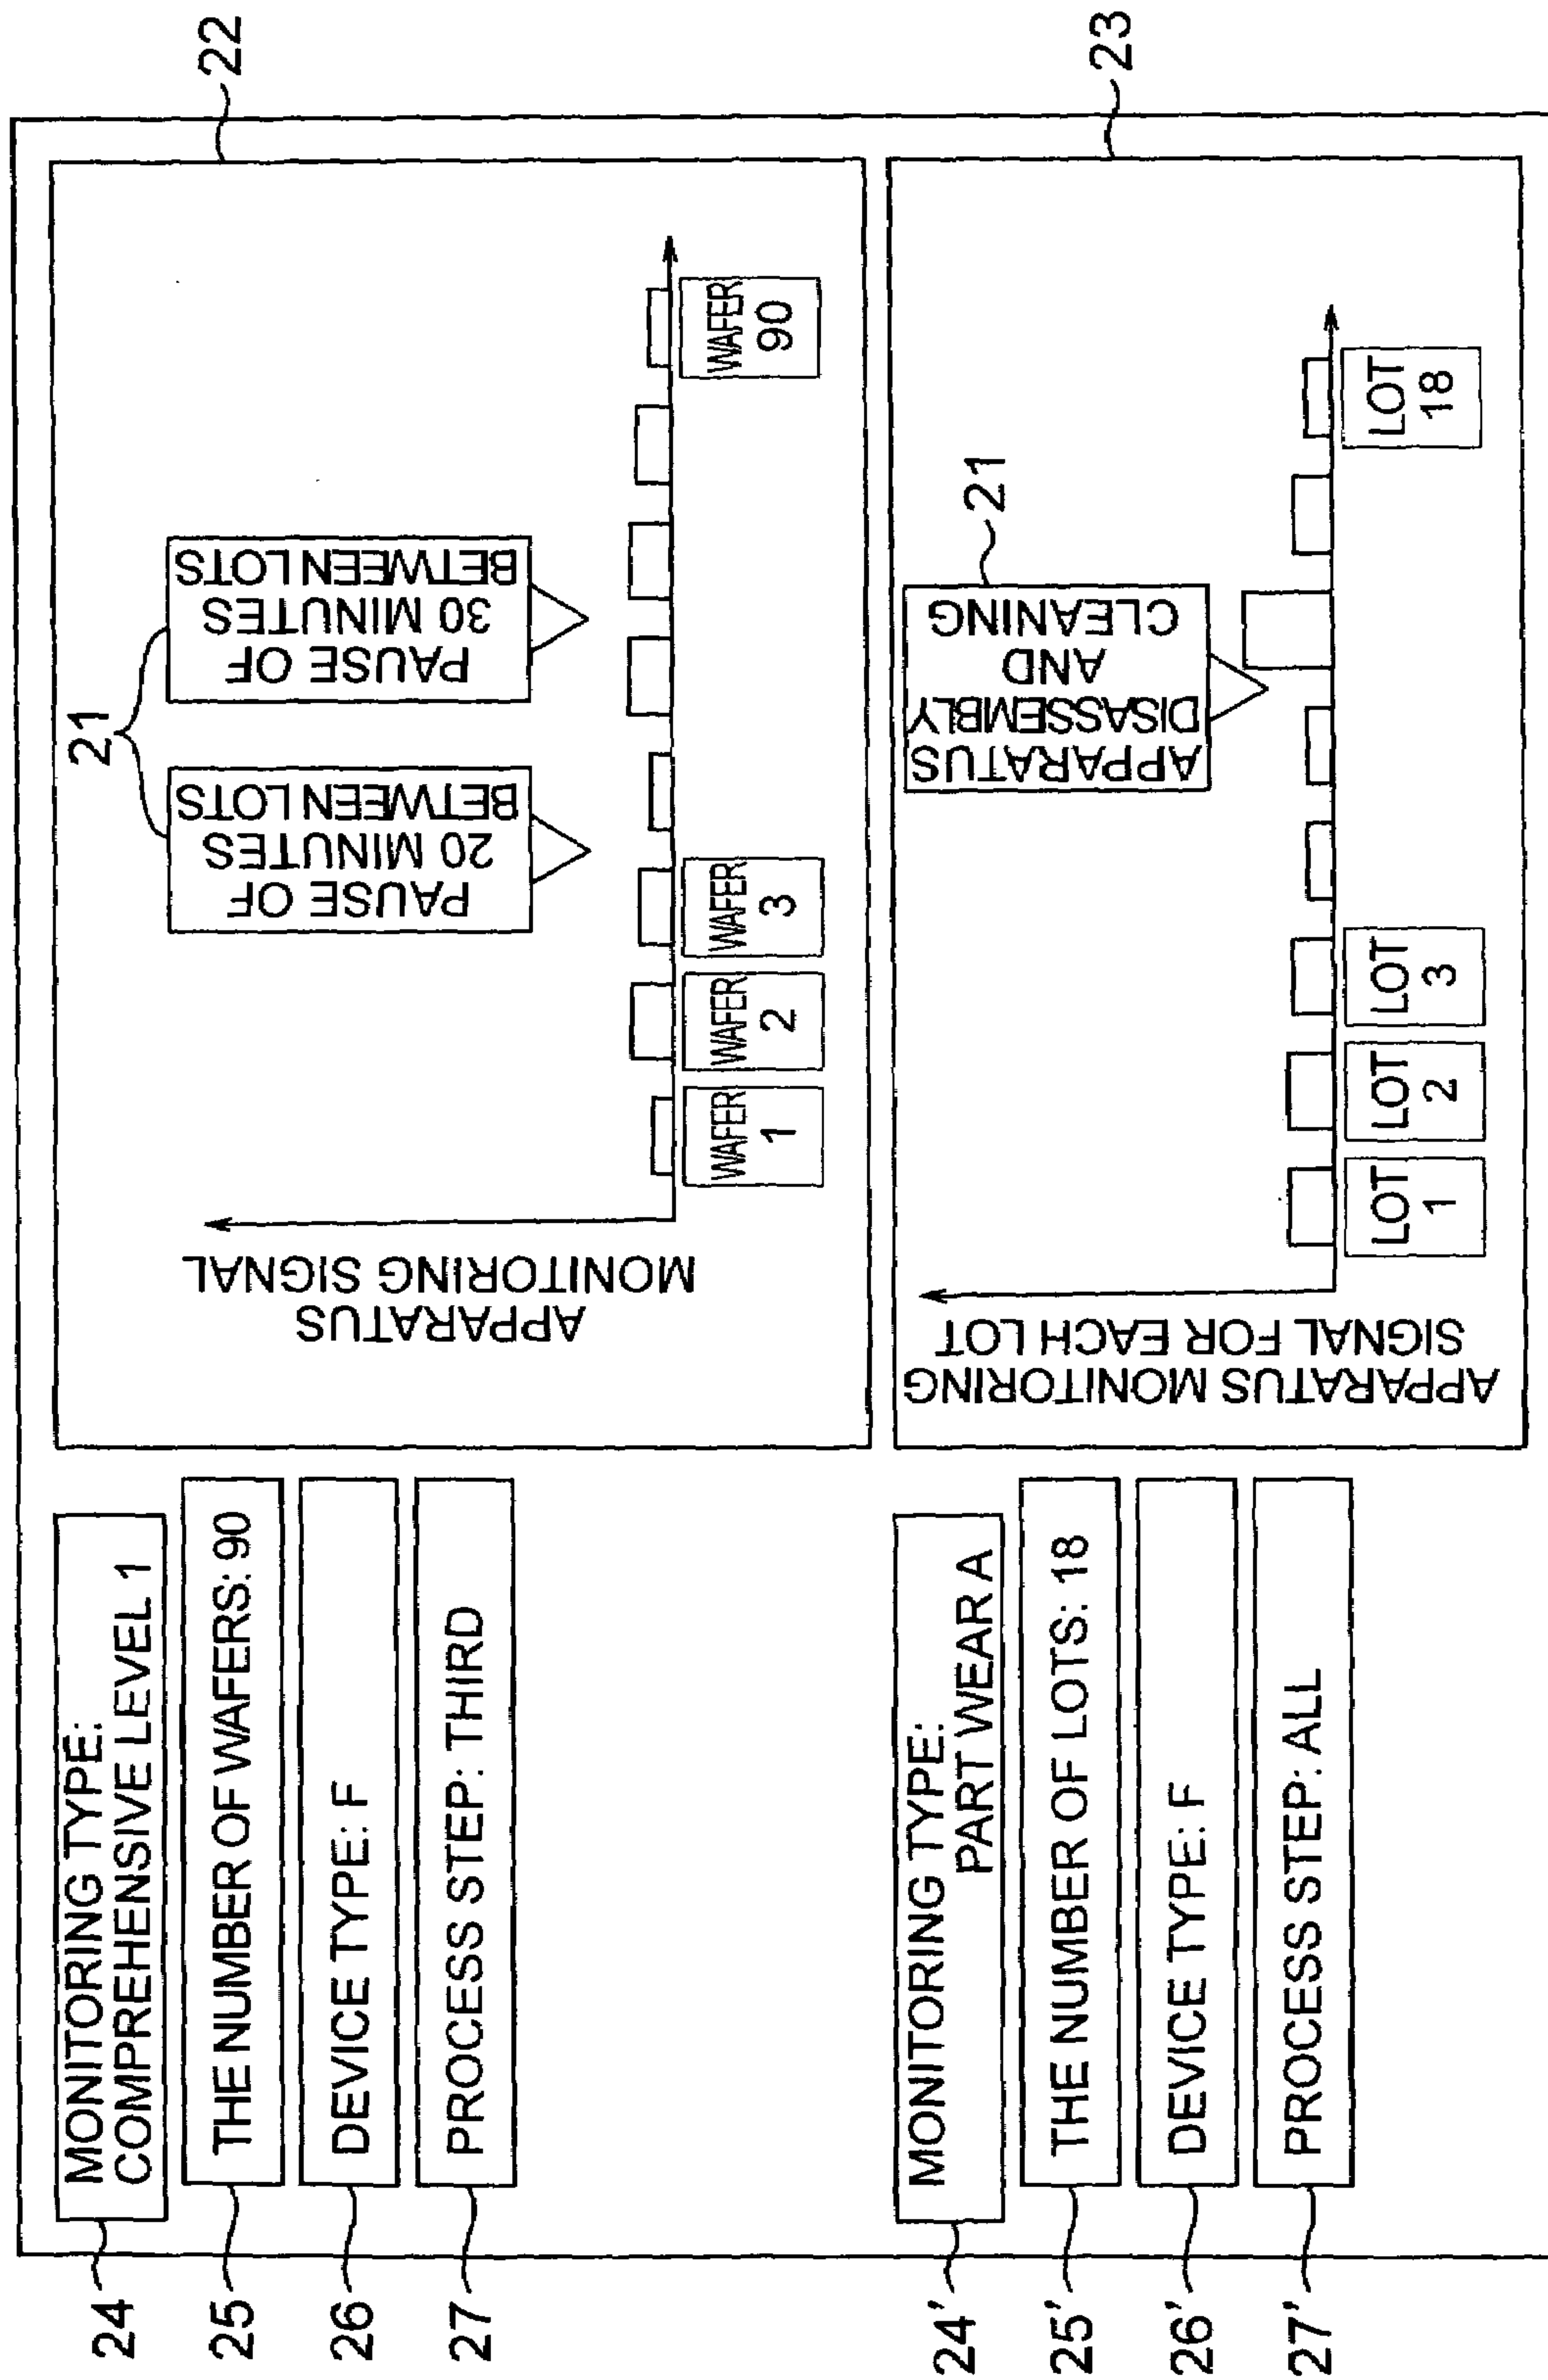 24
MONITORING TYPE:
COMPREHENSIVE LEVEL 1
25
THE NUMBER OF WAFERS: 90
26
DEVICE TYPE: F
27
PROCESS STEP: THIRD
22
APPARATUS
MONITORING SIGNAL
21
PAUSE OF
20 MINUTES
BETWEEN LOTS
PAUSE OF
30 MINUTES
BETWEEN LOTS
WAFER
1
WAFER
2
WAFER
3
WAFER
90
24'
MONITORING TYPE:
PART WEAR A
25'
THE NUMBER OF LOTS: 18
26'
DEVICE TYPE: F
27'
PROCESS STEP: ALL
23
APPARATUS MONITORING
SIGNAL FOR EACH LOT
21
APPARATUS
DISASSEMBLY
AND
CLEANING
LOT
1
LOT
2
LOT
3
LOT
18